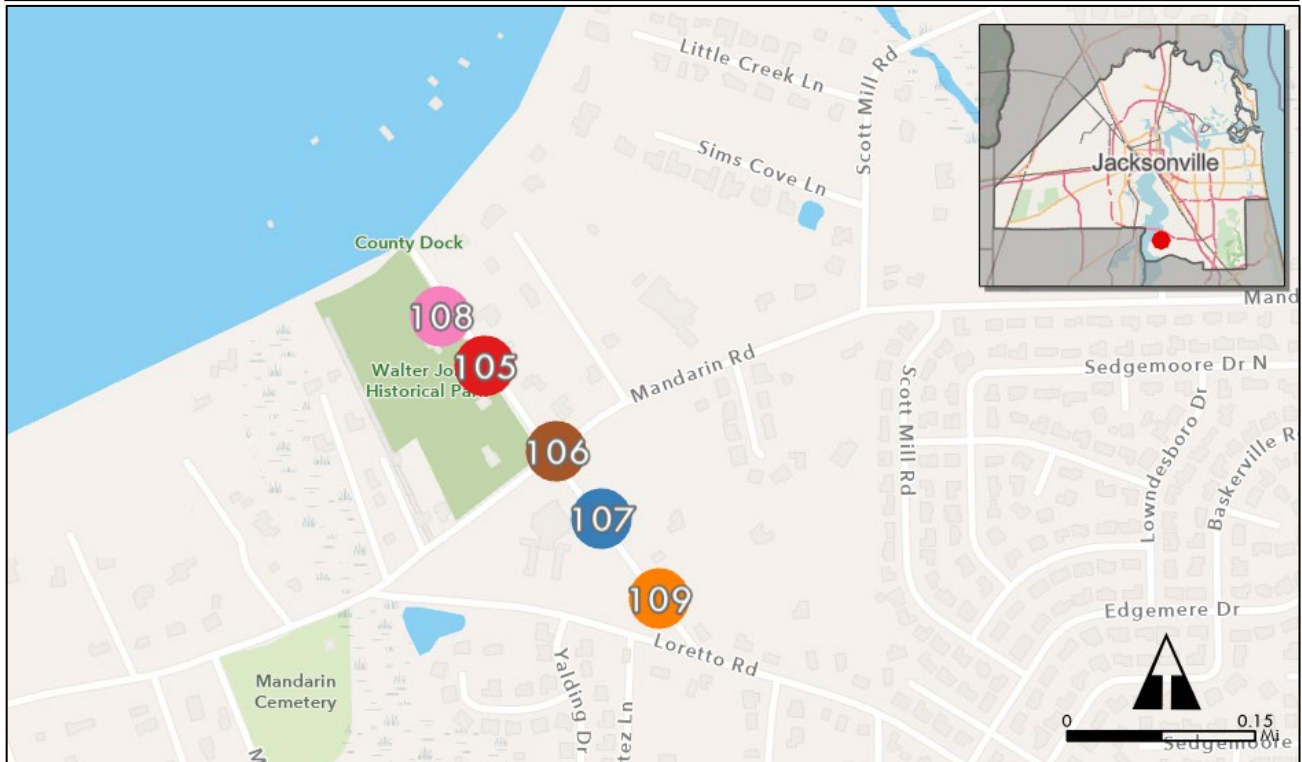 Little Creek Ln
Scott Mill Rd
Sims Cove Ln
Jacksonville
County Dock
108
105
Walter Jo
Historical Pa
Mand
Mandarin Rd
Sedgemoore Dr N
Scott Mill Rd
Lowndesboro Dr
Baskerville R
106
107
109
Edgemere Dr
Loretto Rd
Mandarin
Cemetery
Yalding Dr
tez Ln
M
0
0.15
Mi
Sedgemoore